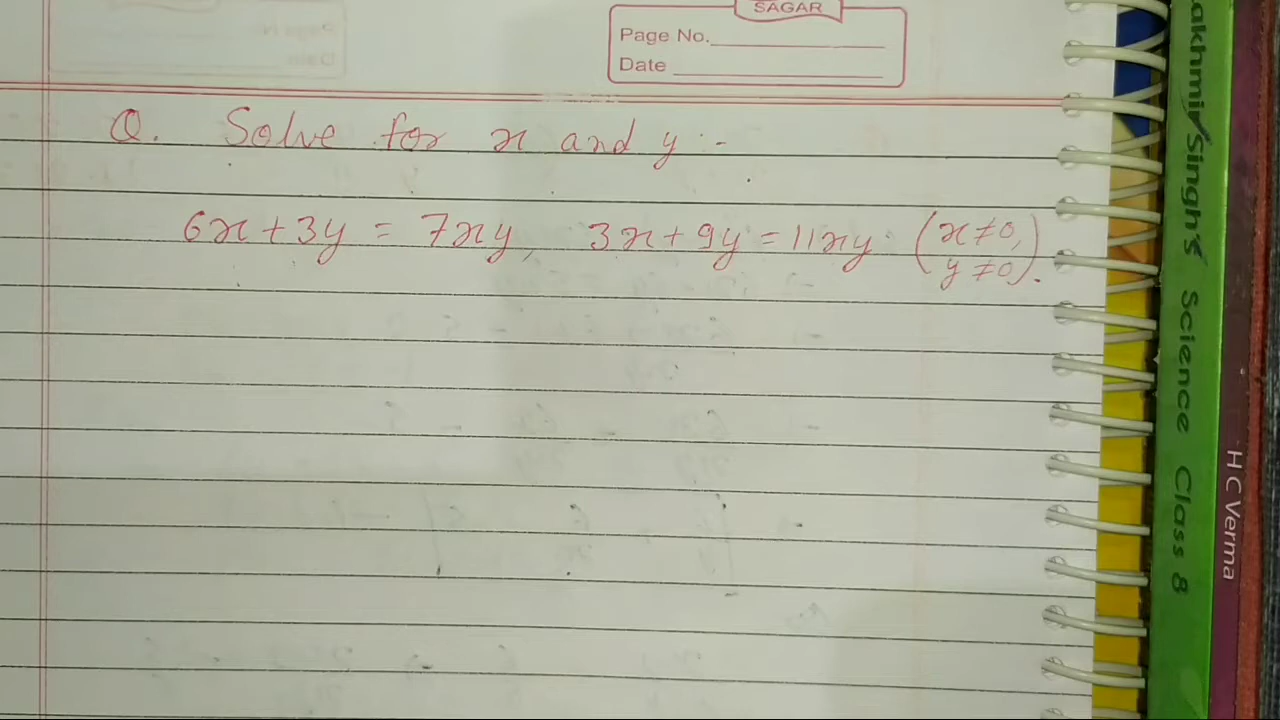 SAGAR
Page No.
Date
Q. Solve for x and y :-
6x+3y = 7xy, 3x+9y = 11xy (x≠0,
y≠0).
Lakhmir Singh's Science Class 8
H C Verma